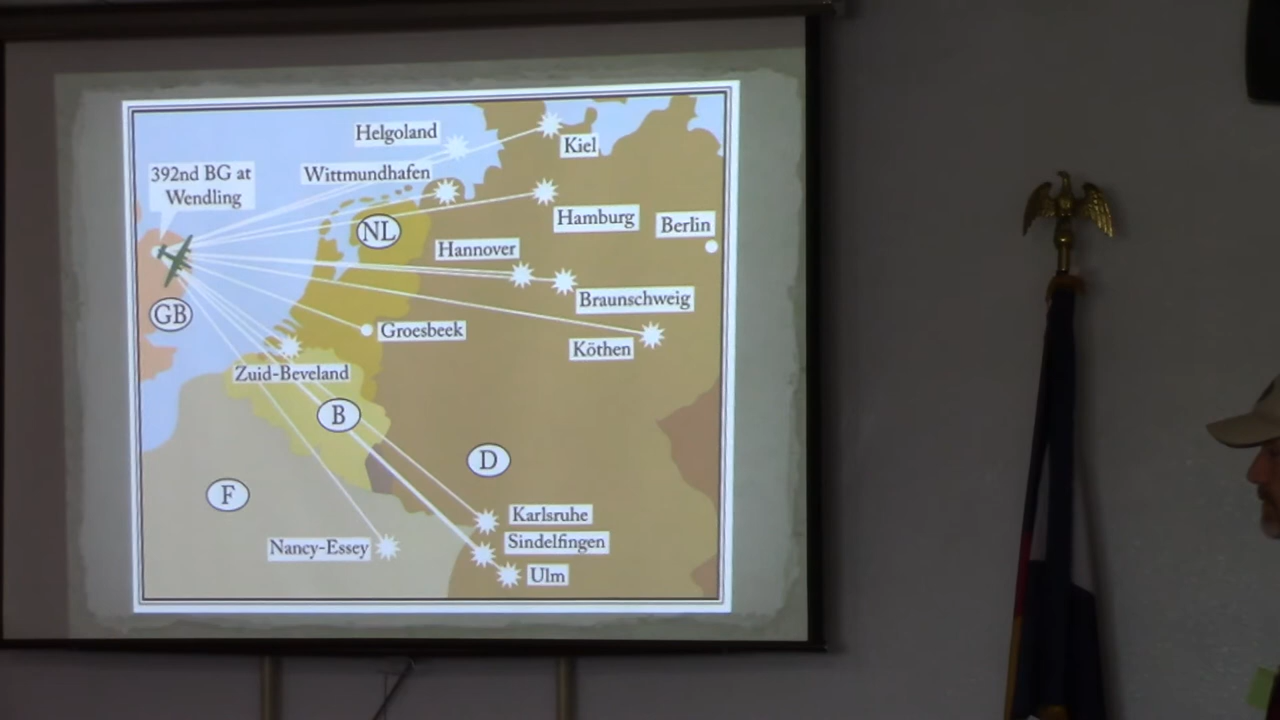 Helgoland
Kiel
392nd BG at
Wendling
Wittmundhafen
NL
Hamburg
Berlin
Hannover
Braunschweig
GB
Groesbeek
Köthen
Zuid-Beveland
B
D
F
Karlsruhe
Sindelfingen
Nancy-Essey
Ulm